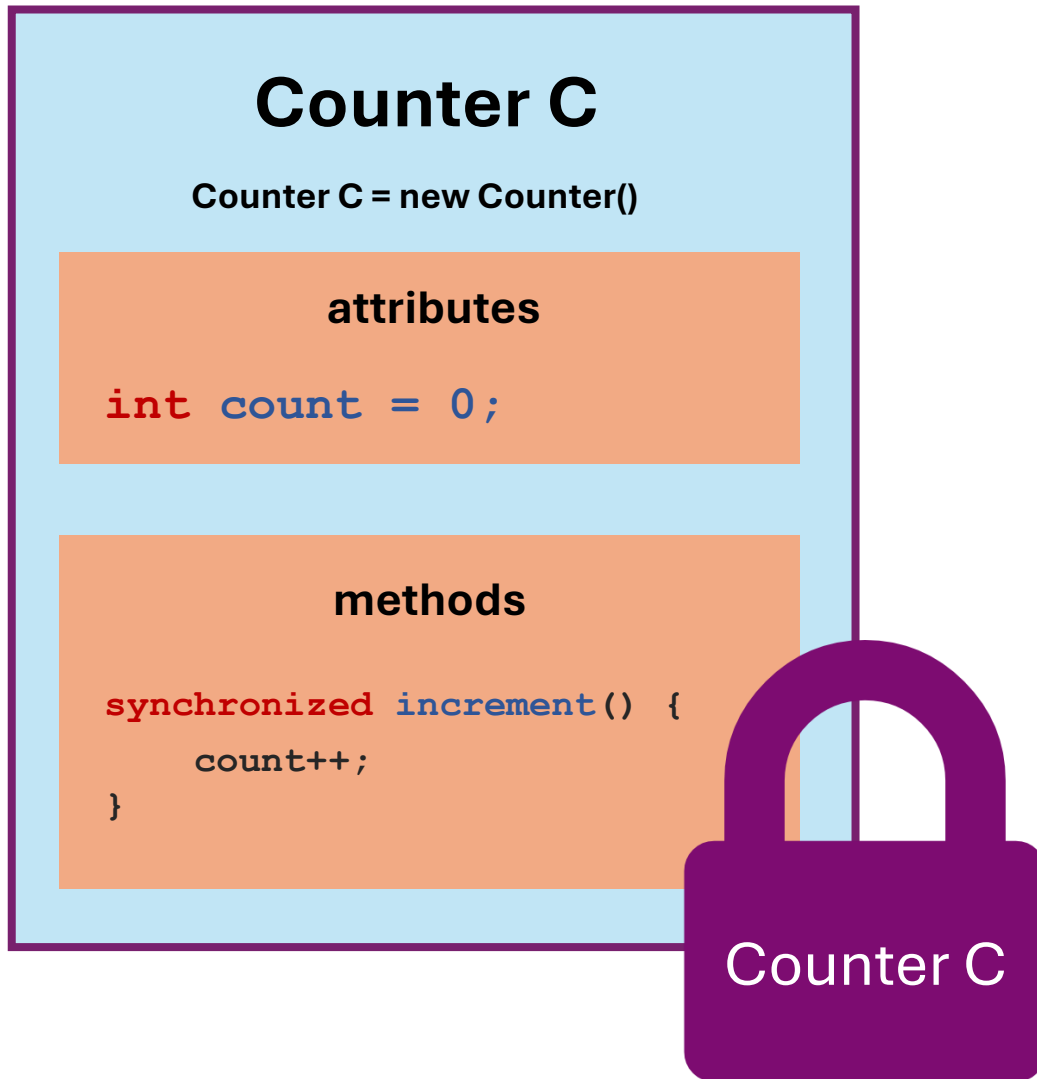 Counter C
Counter C = new Counter()
attributes
int count = 0;
methods
synchronized increment() {
count++;
}
Counter C